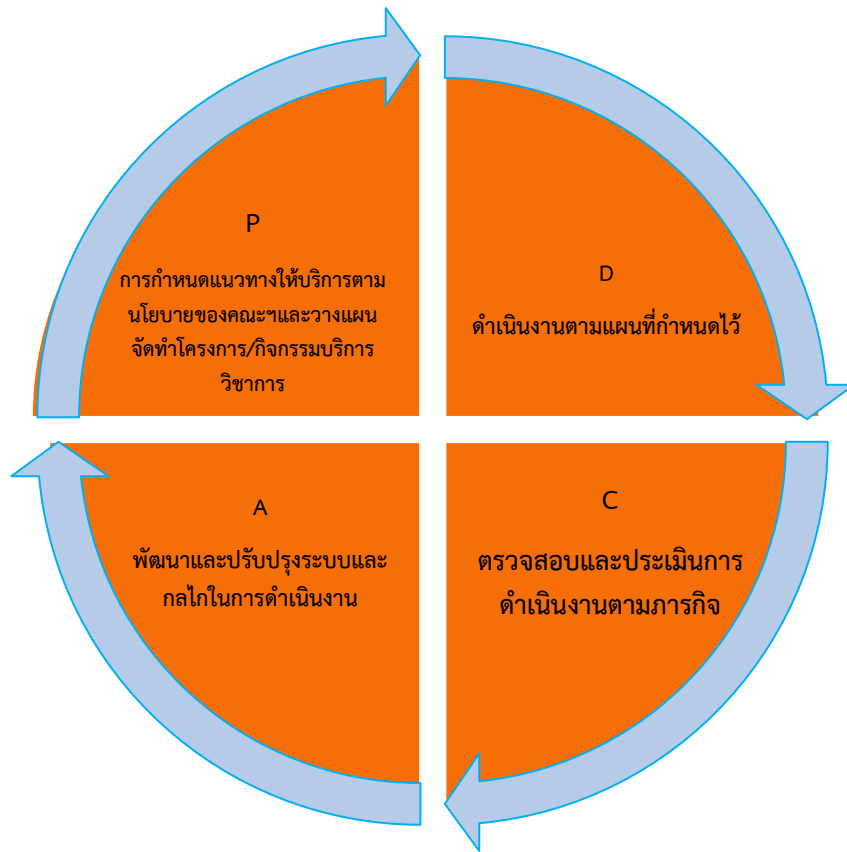 P
การกำหนดแนวทางให้บริการตาม
นโยบายของคณะฯและวางแผน
จัดทำโครงการ/กิจกรรมบริการ
วิชาการ
D
ดำเนินงานตามแผนที่กำหนดไว้
C
ตรวจสอบและประเมินการ
ดำเนินงานตามภารกิจ
A
พัฒนาและปรับปรุงระบบและ
กลไกในการดำเนินงาน